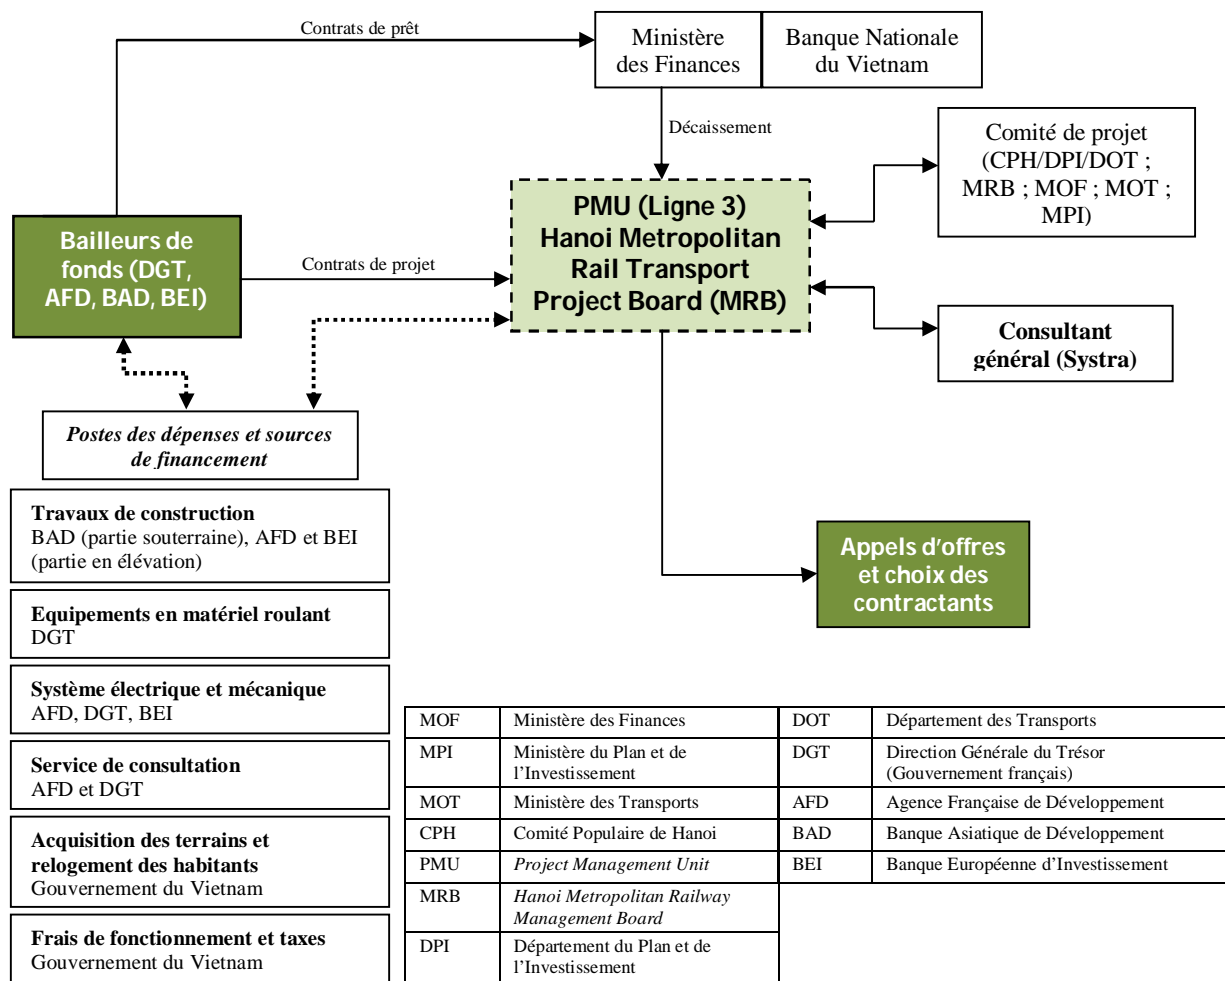 Contrats de prêt
Ministère
des Finances
Banque Nationale
du Vietnam
Décaissement
Comité de projet
(CPH/DPI/DOT ;
MRB ; MOF ; MOT ;
MPI)
PMU (Ligne 3)
Hanoi Metropolitan
Rail Transport
Project Board (MRB)
Bailleurs de
fonds (DGT,
AFD, BAD, BEI)
Contrats de projet
Consultant
général (Systra)
Postes des dépenses et sources
de financement
Travaux de construction
BAD (partie souterraine), AFD et BEI
(partie en élévation)
Appels d’offres
et choix des
contractants
Equipements en matériel roulant
DGT
Système électrique et mécanique
AFD, DGT, BEI
Service de consultation
AFD et DGT
Acquisition des terrains et
relogement des habitants
Gouvernement du Vietnam
Frais de fonctionnement et taxes
Gouvernement du Vietnam
MOF Ministère des Finances DOT Département des Transports
MPI Ministère du Plan et de DGT Direction Générale du Trésor
l’Investissement (Gouvernement français)
MOT Ministère des Transports AFD Agence Française de Développement
CPH Comité Populaire de Hanoi BAD Banque Asiatique de Développement
PMU Project Management Unit BEI Banque Européenne d’Investissement
MRB Hanoi Metropolitan Railway
Management Board
DPI Département du Plan et de
l’Investissement